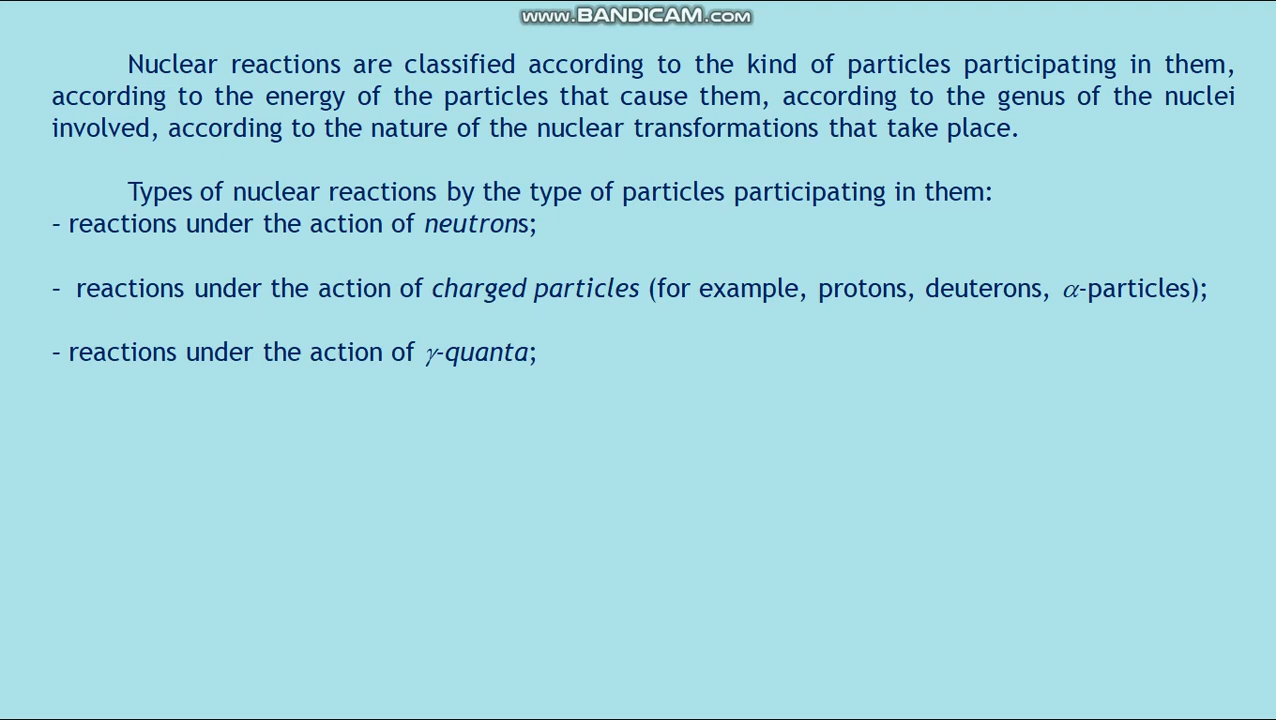 www.BANDICAM.com
Nuclear reactions are classified according to the kind of particles participating in them,
according to the energy of the particles that cause them, according to the genus of the nuclei
involved, according to the nature of the nuclear transformations that take place.
Types of nuclear reactions by the type of particles participating in them:
- reactions under the action of neutrons;
- reactions under the action of charged particles (for example, protons, deuterons, α-particles);
- reactions under the action of γ-quanta;